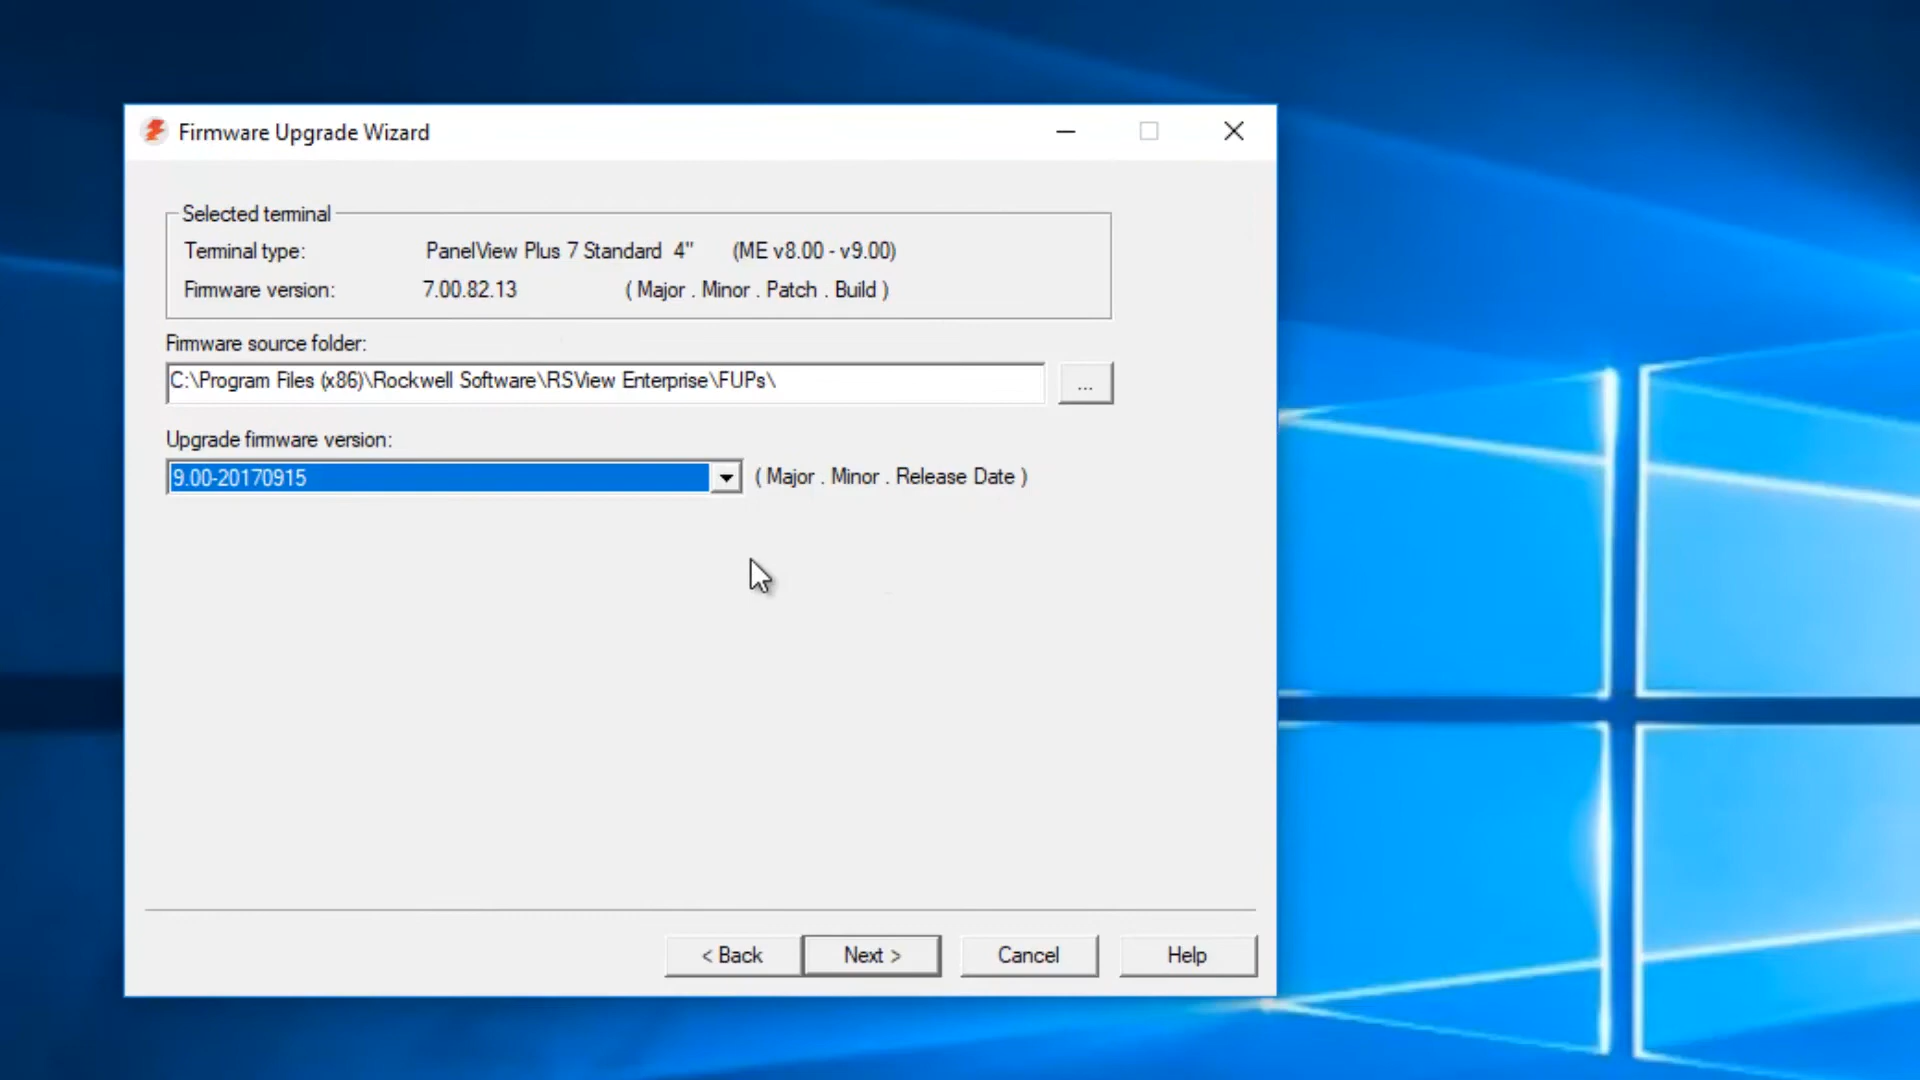 Firmware Upgrade Wizard
Selected terminal
Terminal type: PanelView Plus 7 Standard 4" (ME v8.00 - v9.00)
Firmware version: 7.00.82.13 ( Major . Minor . Patch . Build )
Firmware source folder:
C:\Program Files (x86)\Rockwell Software\RSView Enterprise\FUPs\
...
Upgrade firmware version:
9.00-20170915 ( Major . Minor . Release Date )
< Back Next > Cancel Help